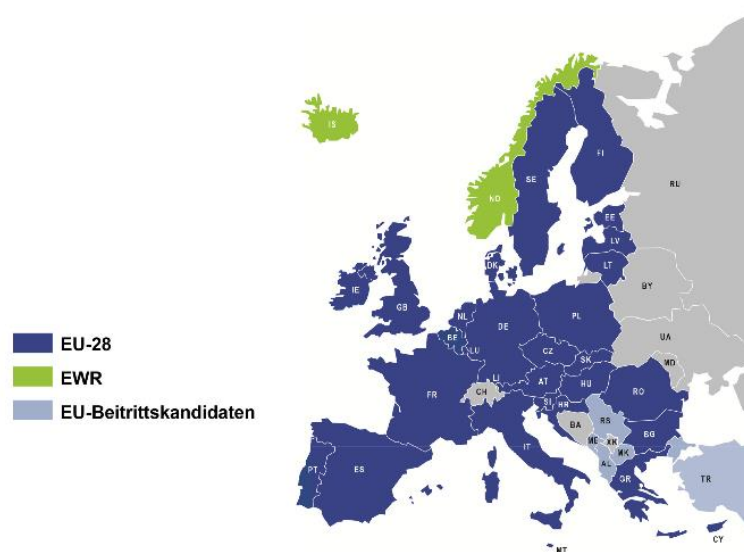 IS
NO
SE
FI
RU
EE
LV
LT
DK
BY
IE
GB
NL
BE
LU
DE
PL
UA
CZ
SK
MD
LI
AT
HU
RO
FR
CH
SI
HR
BA
RS
ME
XK
BG
IT
MK
AL
PT
ES
GR
TR
CY
MT
EU-28
EWR
EU-Beitrittskandidaten